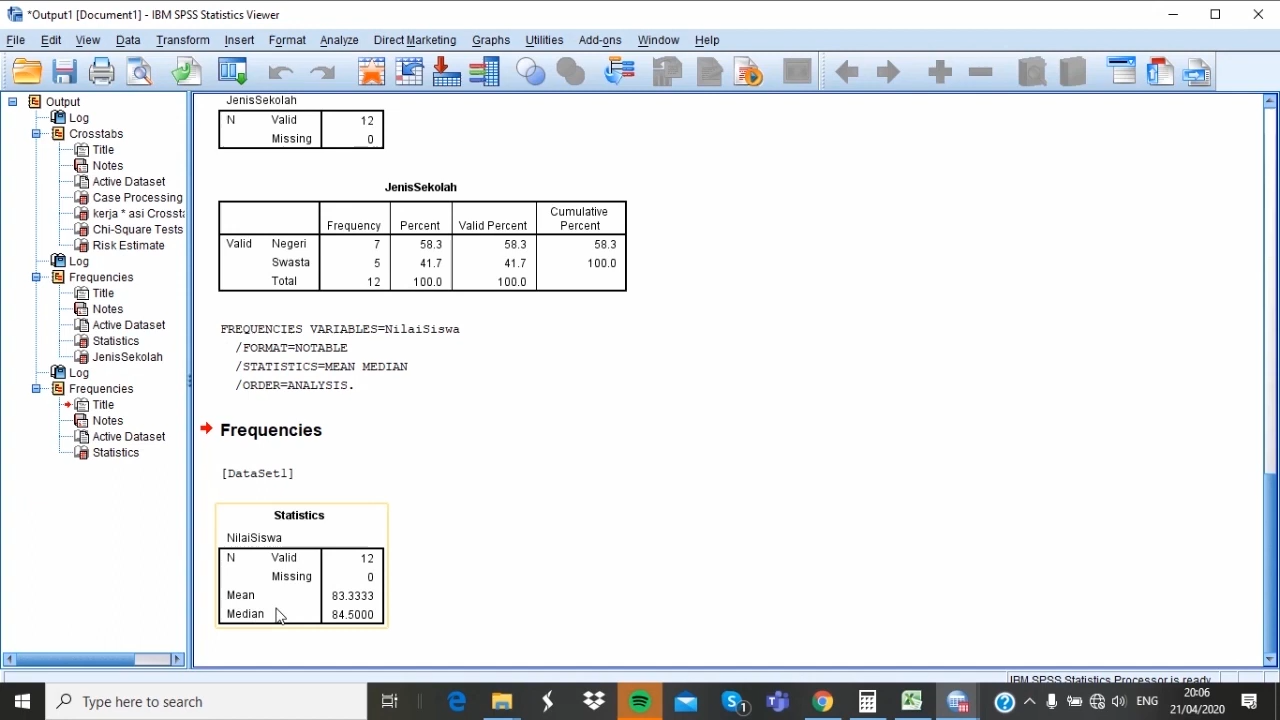 *Output1 [Document1] - IBM SPSS Statistics Viewer
File Edit View Data Transform Insert Format Analyze Direct Marketing Graphs Utilities Add-ons Window Help
Output
Log
Crosstabs
Title
Notes
Active Dataset
Case Processing
kerja * asi Crosst
Chi-Square Tests
Risk Estimate
Log
Frequencies
Title
Notes
Active Dataset
Statistics
JenisSekolah
Log
Frequencies
Title
Notes
Active Dataset
Statistics
JenisSekolah
N Valid 12
Missing 0
JenisSekolah
Frequency Percent Valid Percent Cumulative Percent
Valid Negeri 7 58.3 58.3 58.3
Swasta 5 41.7 41.7 100.0
Total 12 100.0 100.0
FREQUENCIES VARIABLES=NilaiSiswa
/FORMAT=NOTABLE
/STATISTICS=MEAN MEDIAN
/ORDER=ANALYSIS.
Frequencies
[DataSet1]
Statistics
NilaiSiswa
N Valid 12
Missing 0
Mean 83.3333
Median 84.5000
IBM SPSS Statistics Processor is ready
Type here to search
1
ENG
20:06
21/04/2020